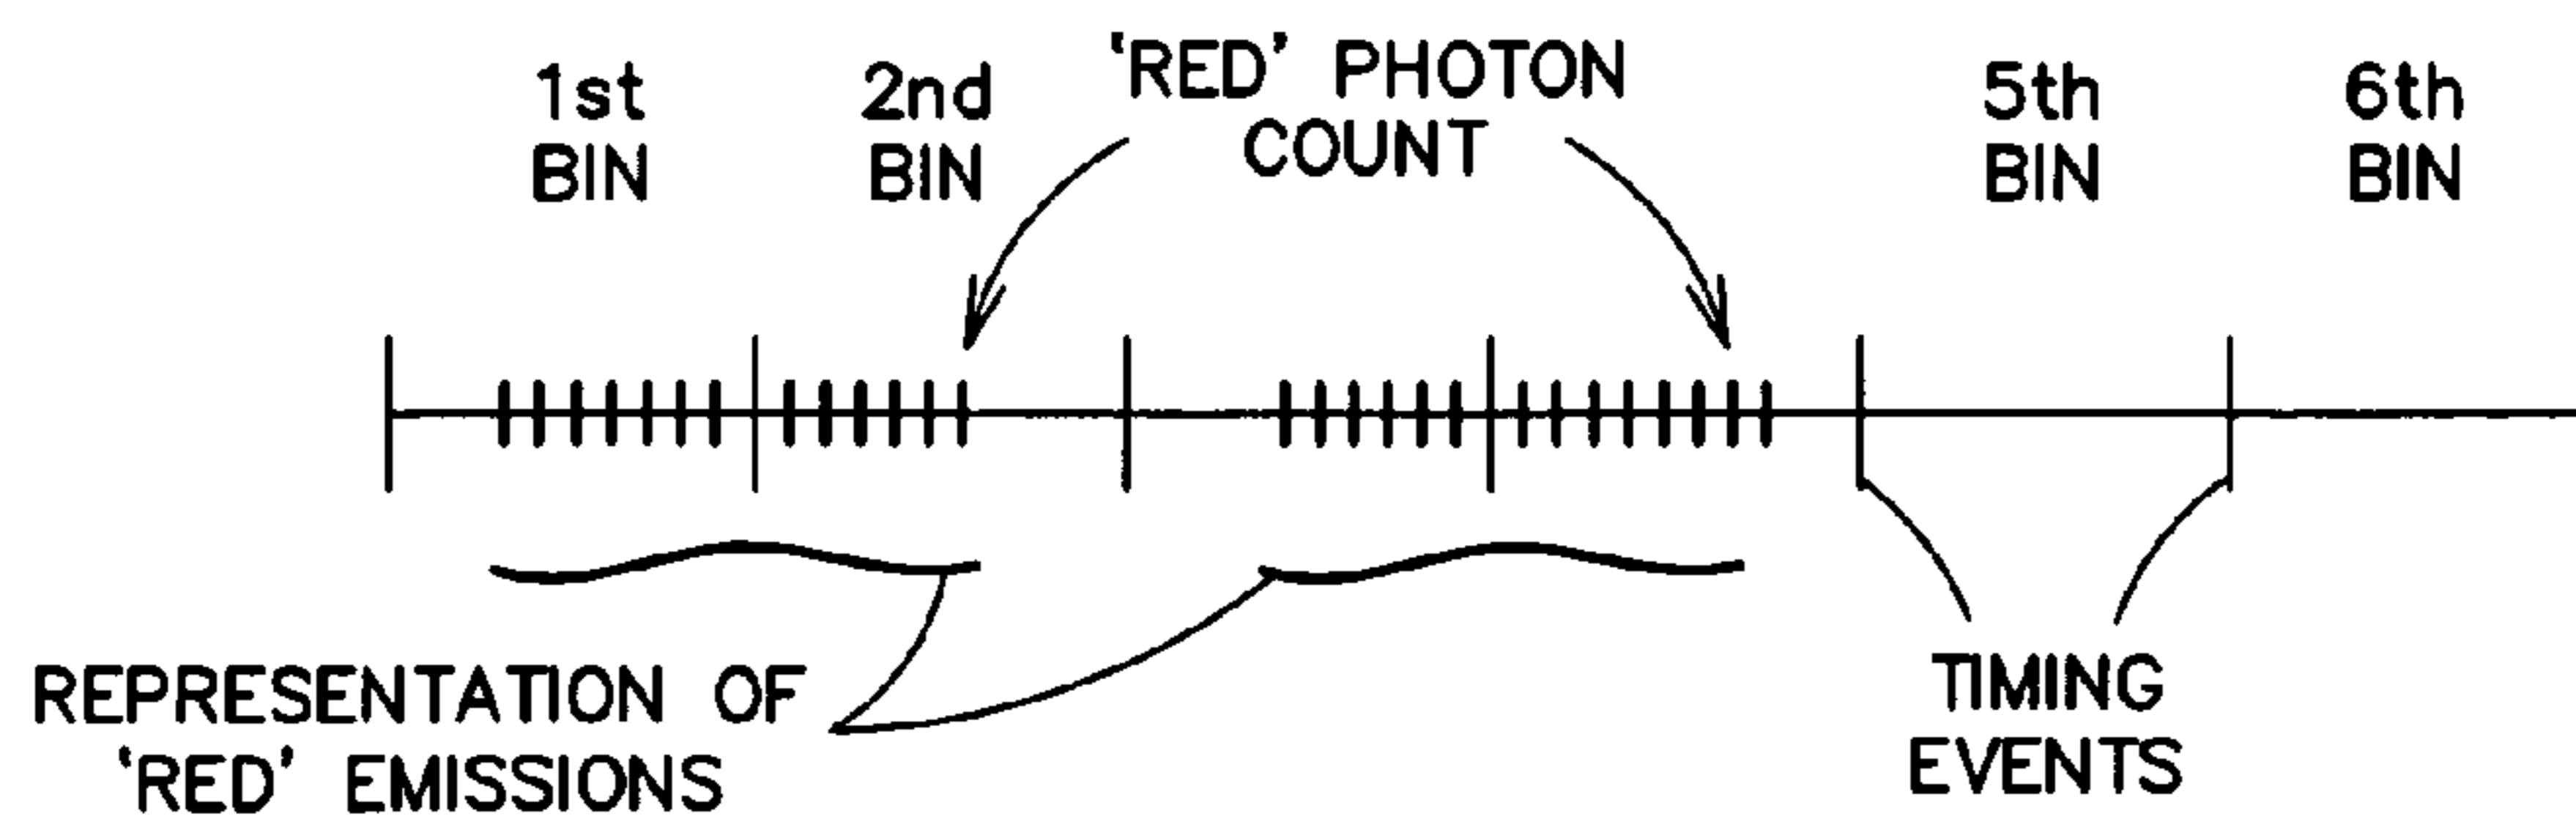 1st
BIN
2nd
BIN
'RED' PHOTON
COUNT
5th
BIN
6th
BIN
REPRESENTATION OF
'RED' EMISSIONS
TIMING
EVENTS